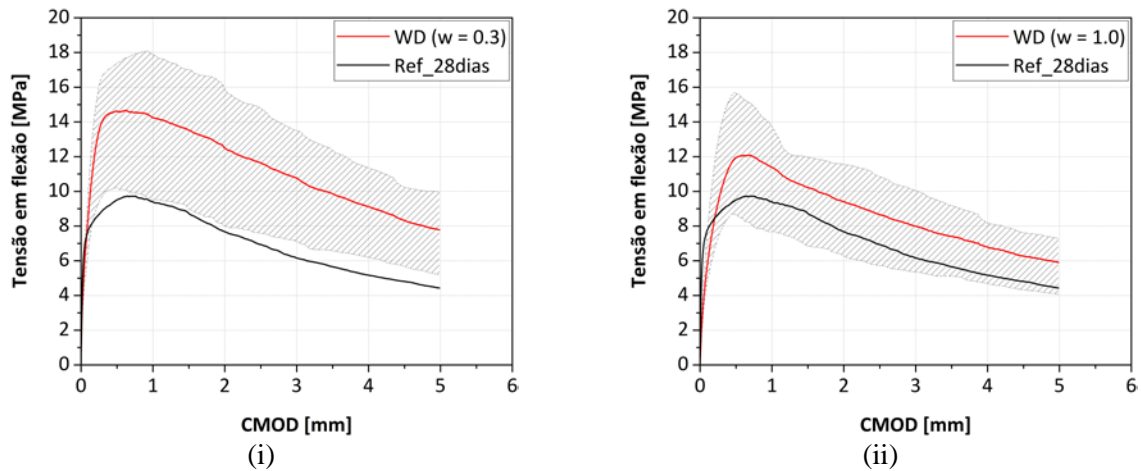 20
18
16
14
12
10
8
6
4
2
0
Tensão em flexão [MPa]
WD (w = 0.3)
Ref_28dias
0 1 2 3 4 5 6
CMOD [mm]
(i)
20
18
16
14
12
10
8
6
4
2
0
Tensão em flexão [MPa]
WD (w = 1.0)
Ref_28dias
0 1 2 3 4 5 6
CMOD [mm]
(ii)